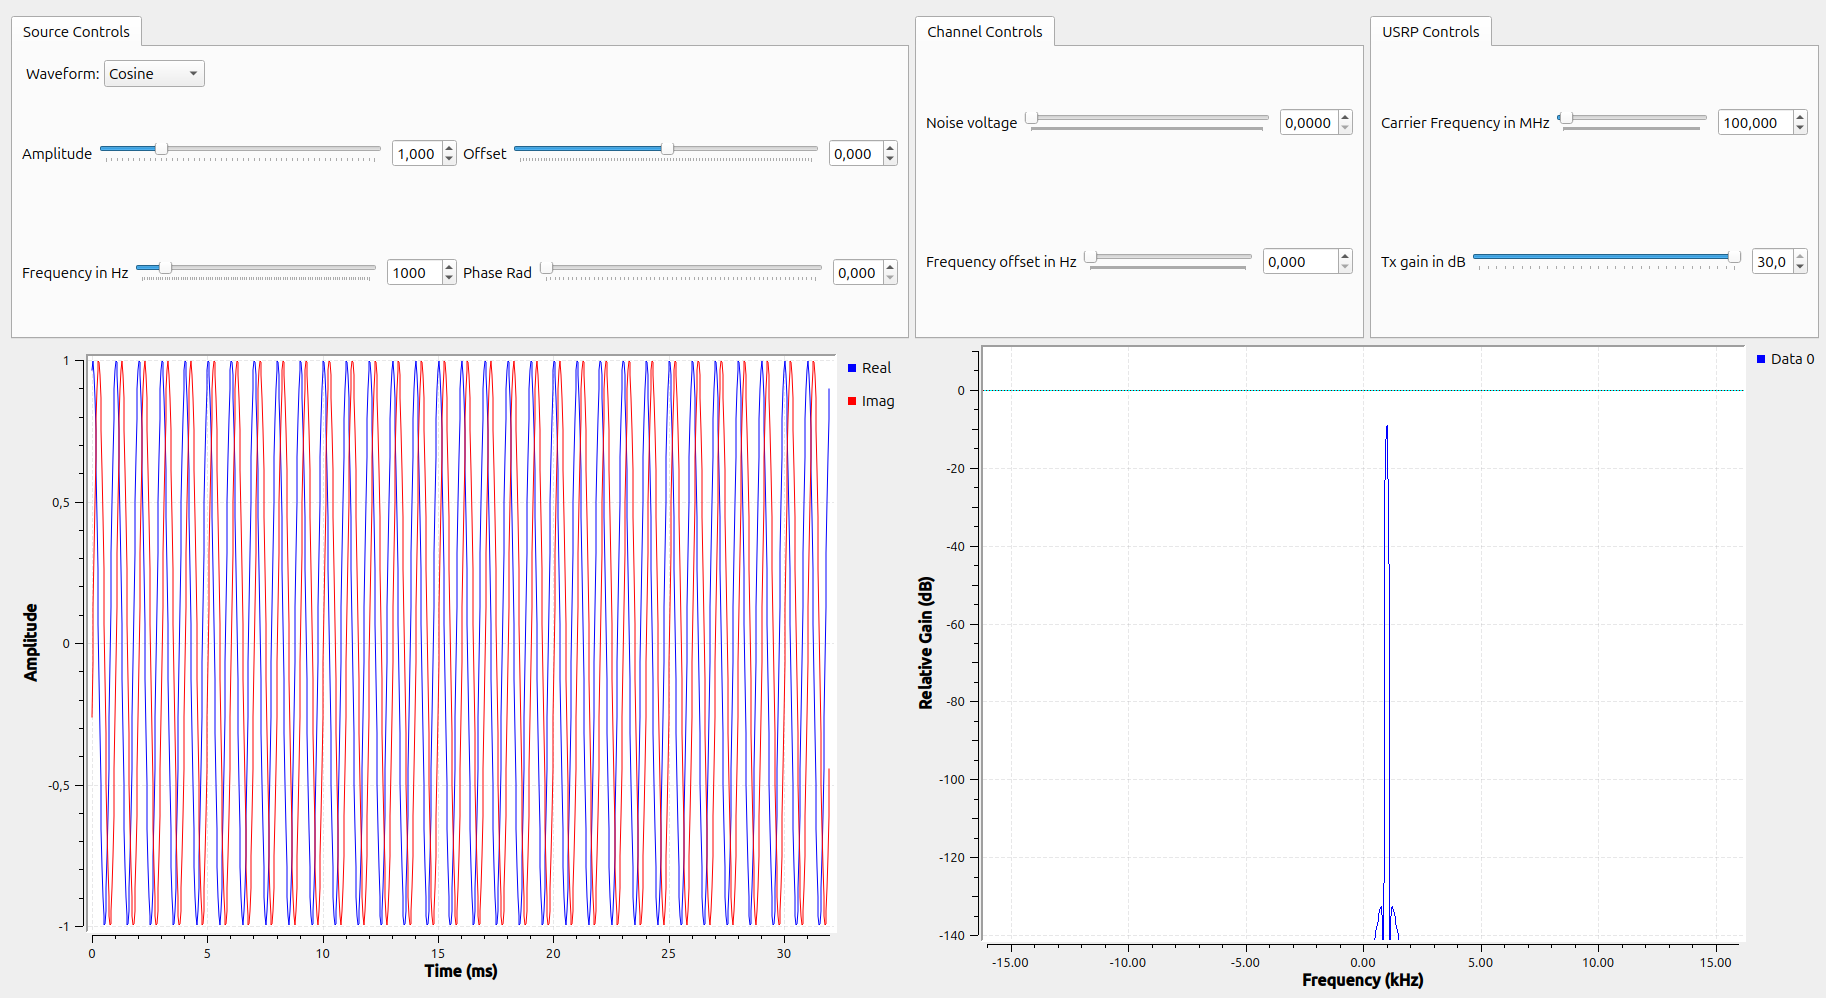 Source Controls
Waveform: Cosine
Amplitude 1,000 Offset 0,000
Frequency in Hz 1000 Phase Rad 0,000
Channel Controls
Noise voltage 0,0000
Frequency offset in Hz 0,000
USRP Controls
Carrier Frequency in MHz 100,000
Tx gain in dB 30,0
Amplitude
1
0,5
0
-0,5
-1
0 5 10 15 20 25 30
Time (ms)
Real
Imag
Relative Gain (dB)
0
-20
-40
-60
-80
-100
-120
-140
-15.00 -10.00 -5.00 0.00 5.00 10.00 15.00
Frequency (kHz)
Data 0